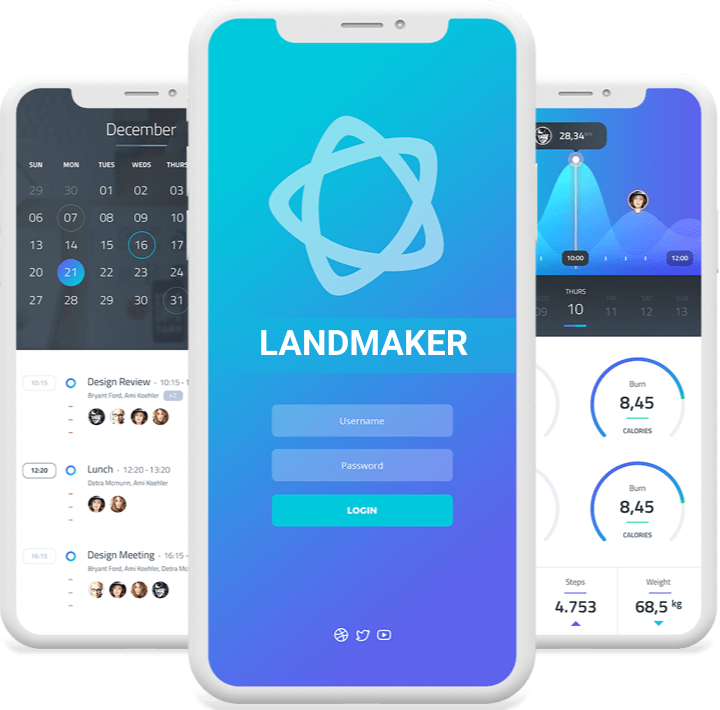 December
SUN MON TUES WEDS THURS
29 30 01 02 03
06 07 08 09 10
13 14 15 16 17
20 21 22 23 24
27 28 29 30 31
10:15 Design Review - 10:15 - 1
Bryant Ford, Ami Koehler +2
12:20 Lunch - 12:20 - 13:20
Detra Mcmunn, Ami Koehler
16:15 Design Meeting - 16:15 -
Bryant Ford, Ami Koehler, Detra Mc
LANDMAKER
Username
Password
LOGIN
28,34 km
10:00 12:00
THURS FRI SAT SUN
09 10 11 12 13
Burn
8,45
CALORIES
Burn
8,45
CALORIES
Steps Weight
4.753 68,5 kg